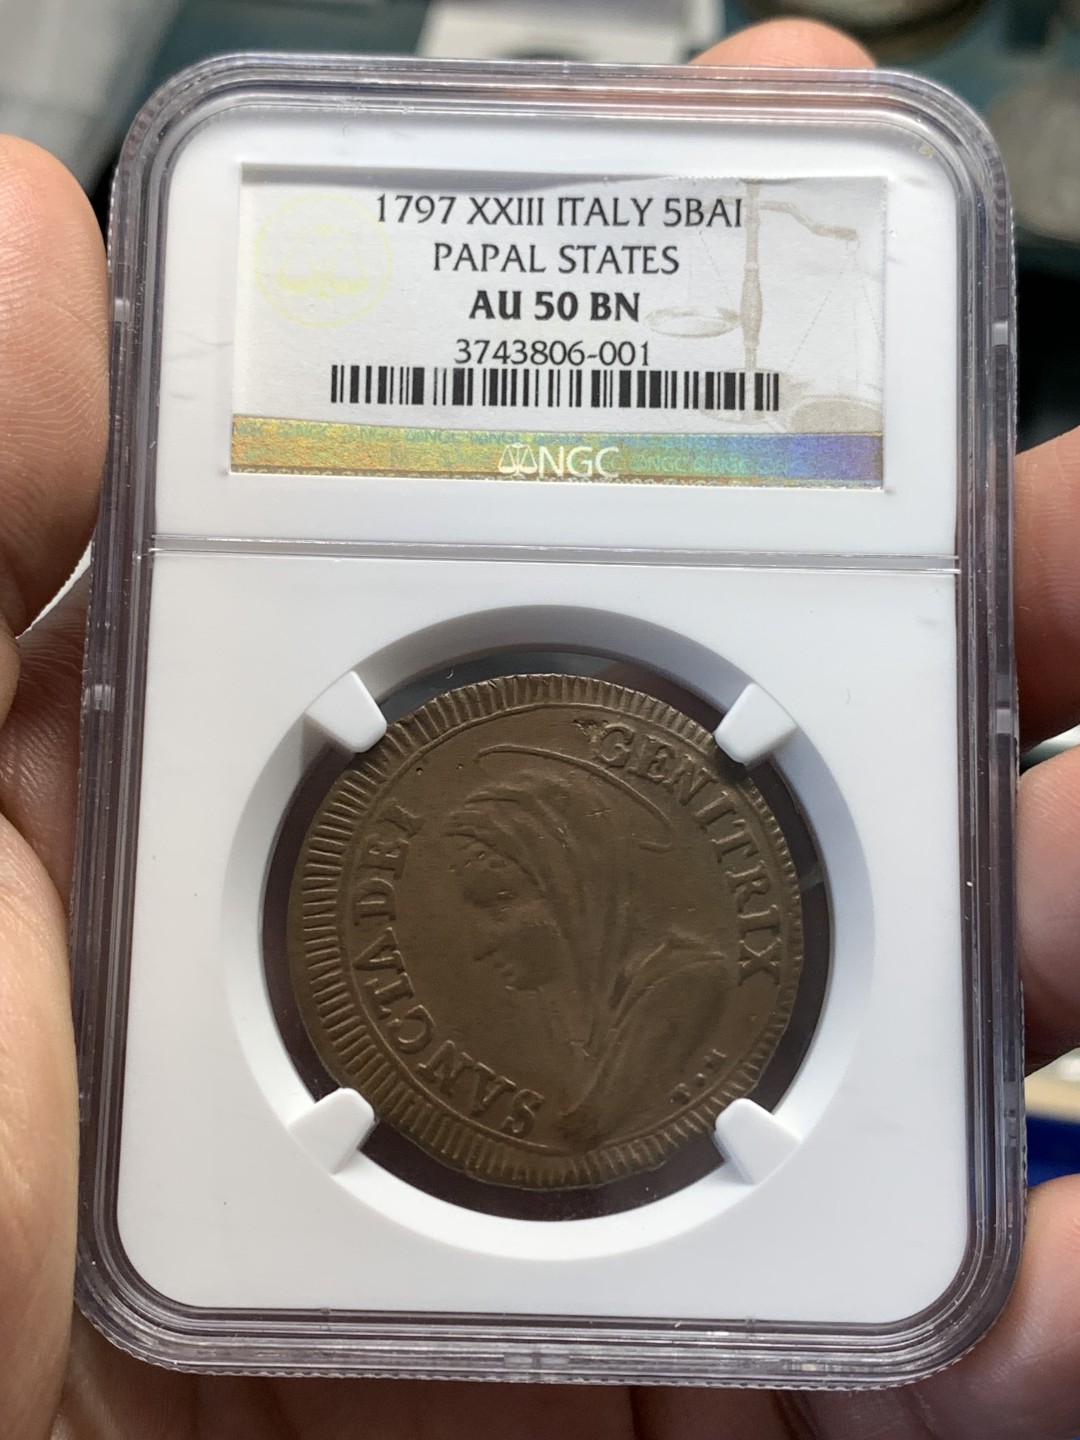 1797 XXIII ITALY 5BAI
PAPAL STATES
AU 50 BN
3743806-001
NGC
SANCTA DEI
GENITRIX